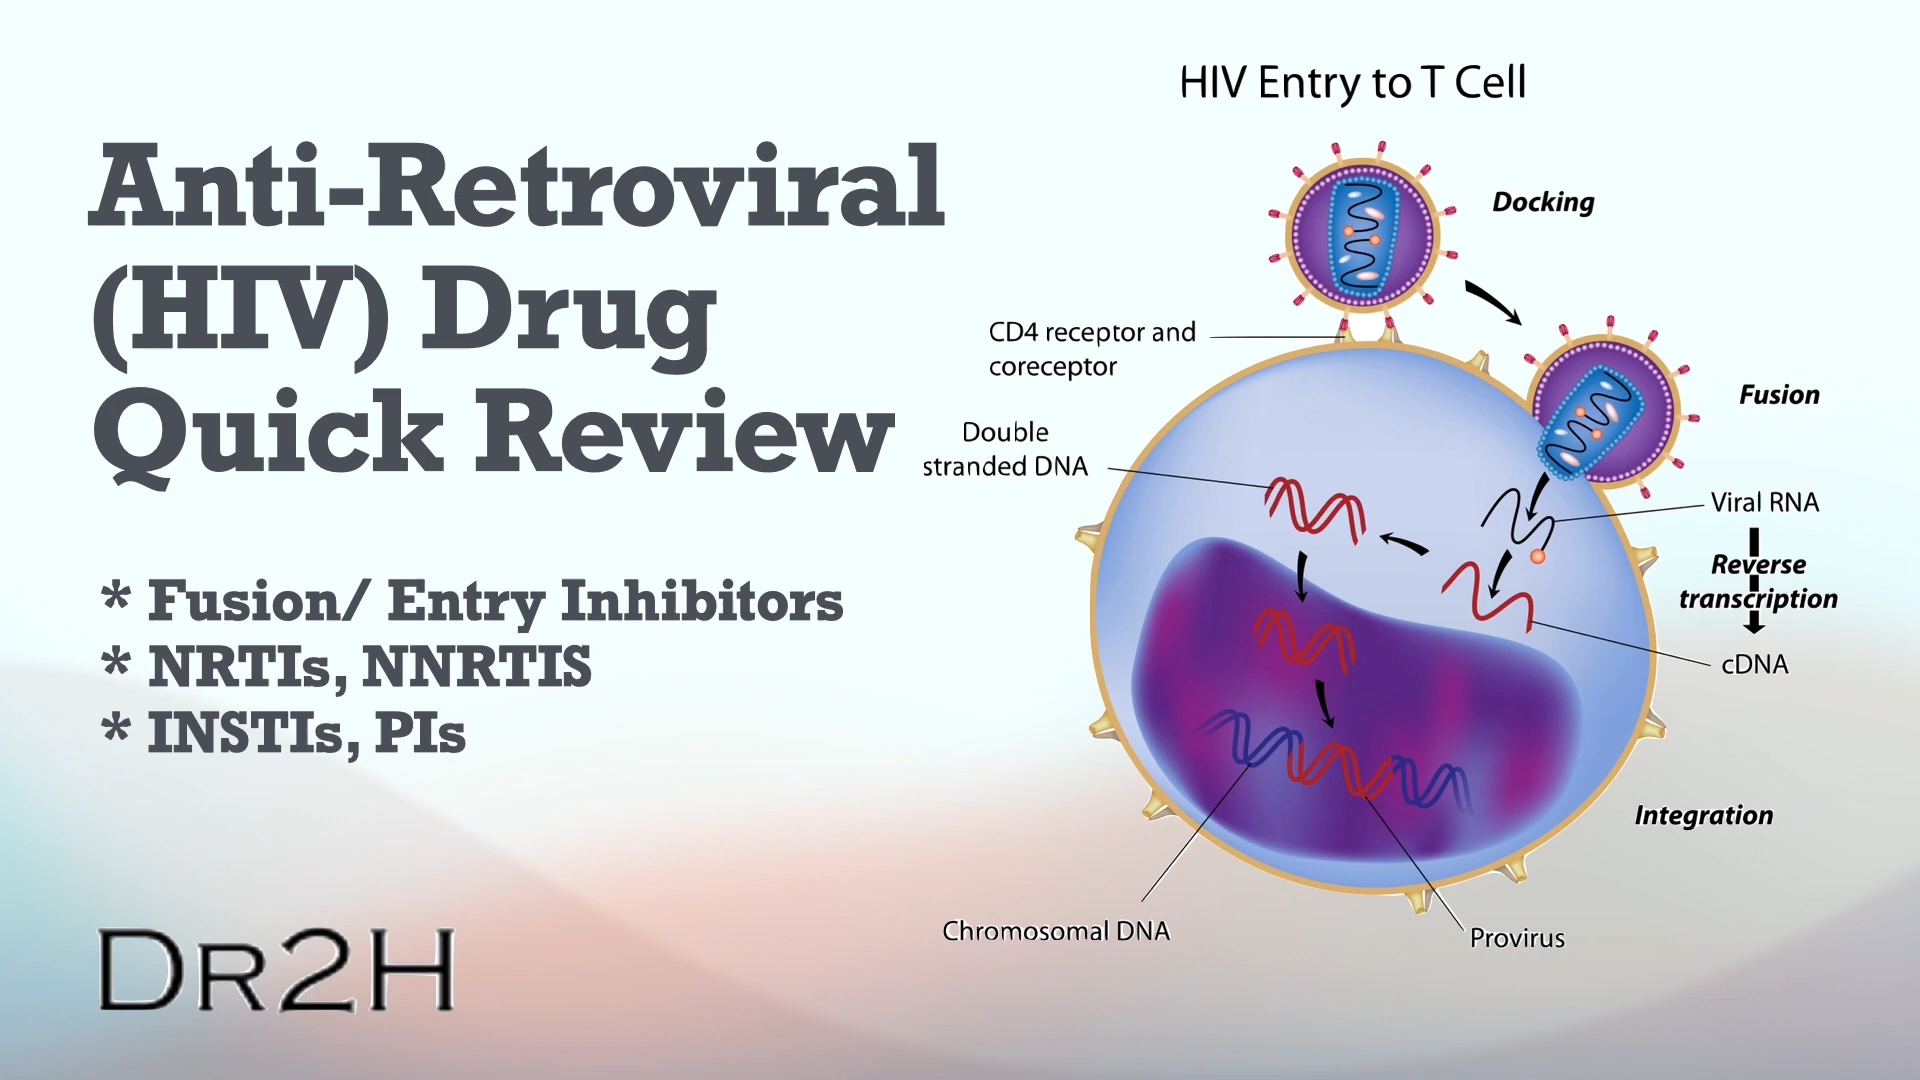 Anti-Retroviral
(HIV) Drug
Quick Review
* Fusion/ Entry Inhibitors
* NRTIs, NNRTIS
* INSTIs, PIs
DR2H
HIV Entry to T Cell
Docking
CD4 receptor and
coreceptor
Fusion
Double
stranded DNA
Viral RNA
Reverse
transcription
cDNA
Integration
Chromosomal DNA
Provirus